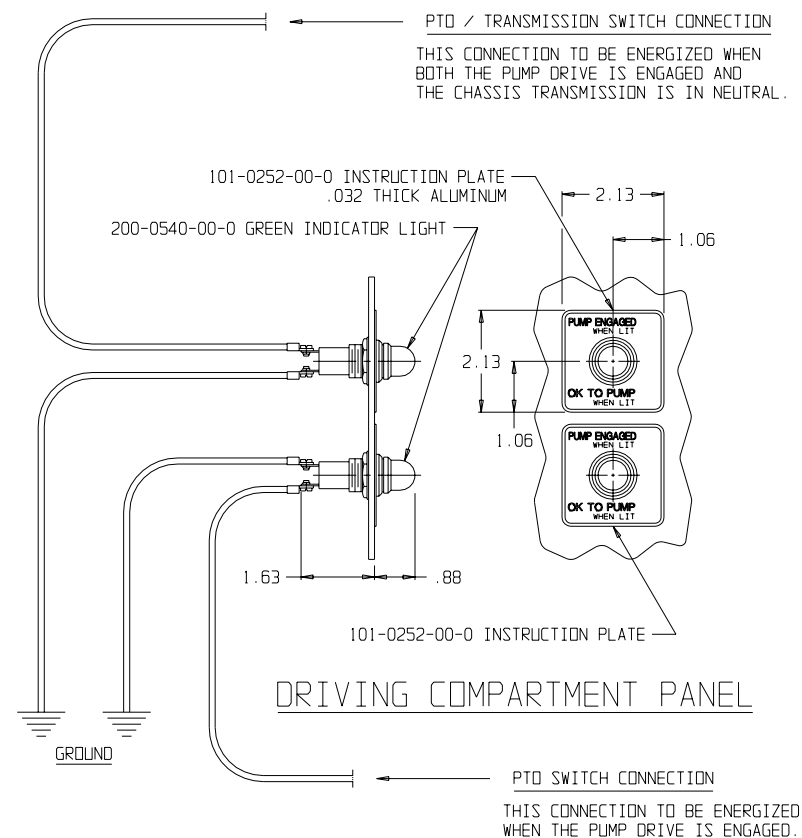 PTO / TRANSMISSION SWITCH CONNECTION
THIS CONNECTION TO BE ENERGIZED WHEN
BOTH THE PUMP DRIVE IS ENGAGED AND
THE CHASSIS TRANSMISSION IS IN NEUTRAL.
101-0252-00-0 INSTRUCTION PLATE
.032 THICK ALUMINUM
200-0540-00-0 GREEN INDICATOR LIGHT
2.13
1.06
PUMP ENGAGED
WHEN LIT
OK TO PUMP
WHEN LIT
2.13
1.06
PUMP ENGAGED
WHEN LIT
OK TO PUMP
WHEN LIT
1.63
.88
101-0252-00-0 INSTRUCTION PLATE
DRIVING COMPARTMENT PANEL
GROUND
PTO SWITCH CONNECTION
THIS CONNECTION TO BE ENERGIZED
WHEN THE PUMP DRIVE IS ENGAGED.